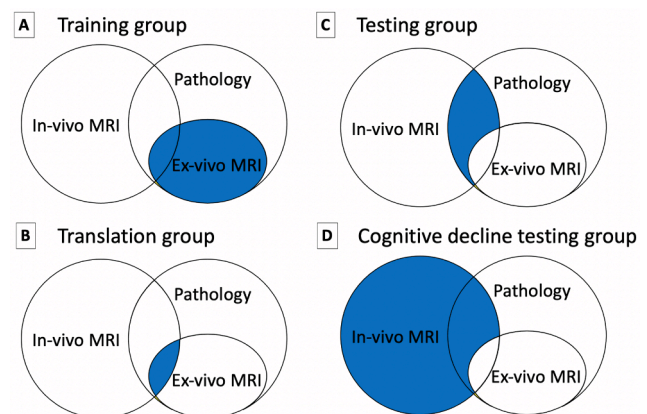 A Training group
Pathology
In-vivo MRI
Ex-vivo MRI
B Translation group
Pathology
In-vivo MRI
Ex-vivo MRI
C Testing group
Pathology
In-vivo MRI
Ex-vivo MRI
D Cognitive decline testing group
Pathology
In-vivo MRI
Ex-vivo MRI